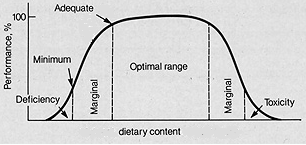 Adequate
100
Performance, %
Minimum
Optimal range
Deficiency
Marginal
Marginal
Toxicity
dietary content